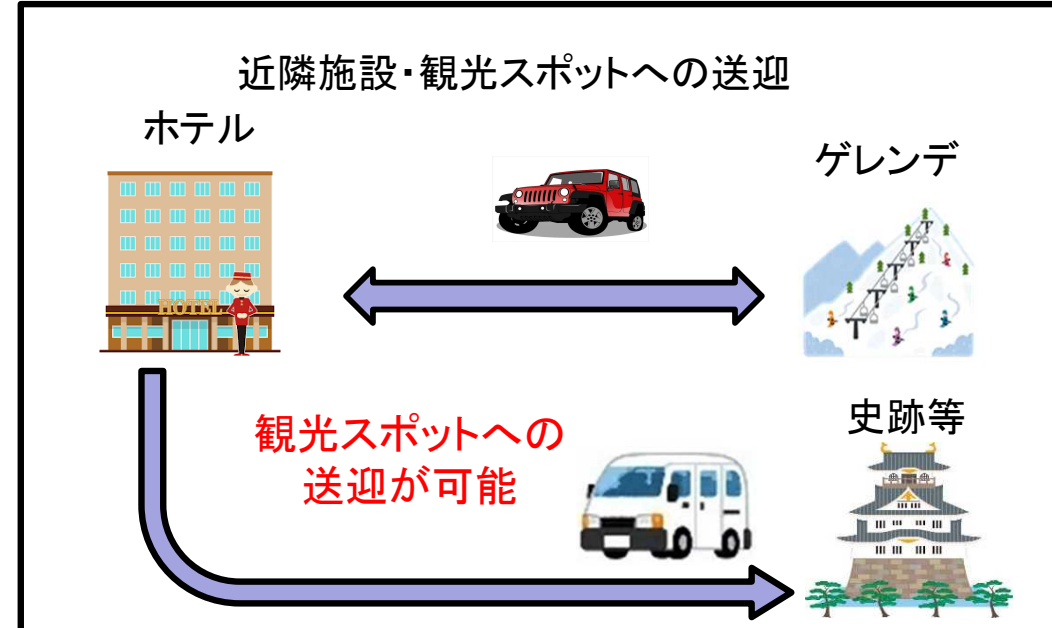 近隣施設・観光スポットへの送迎
ホテル
ゲレンデ
HOTEL
史跡等
観光スポットへの
送迎が可能